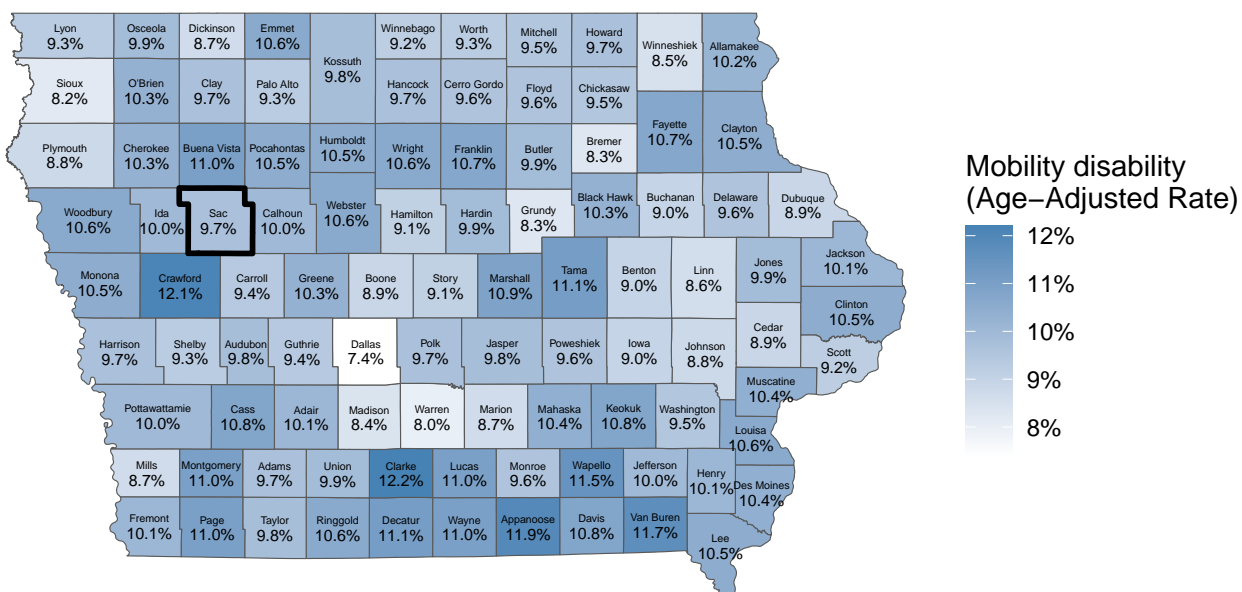 Lyon
9.3%
Osceola
9.9%
Dickinson
8.7%
Emmet
10.6%
Kossuth
9.8%
Winnebago
9.2%
Worth
9.3%
Mitchell
9.5%
Howard
9.7%
Winneshiek
8.5%
Allamakee
10.2%
Sioux
8.2%
O'Brien
10.3%
Clay
9.7%
Palo Alto
9.3%
Hancock
9.7%
Cerro Gordo
9.6%
Floyd
9.6%
Chickasaw
9.5%
Fayette
10.7%
Clayton
10.5%
Plymouth
8.8%
Cherokee
10.3%
Buena Vista
11.0%
Pocahontas
10.5%
Humboldt
10.5%
Wright
10.6%
Franklin
10.7%
Butler
9.9%
Bremer
8.3%
Woodbury
10.6%
Ida
10.0%
Sac
9.7%
Calhoun
10.0%
Webster
10.6%
Hamilton
9.1%
Hardin
9.9%
Grundy
8.3%
Black Hawk
10.3%
Buchanan
9.0%
Delaware
9.6%
Dubuque
8.9%
Monona
10.5%
Crawford
12.1%
Carroll
9.4%
Greene
10.3%
Boone
8.9%
Story
9.1%
Marshall
10.9%
Tama
11.1%
Benton
9.0%
Linn
8.6%
Jones
9.9%
Jackson
10.1%
Clinton
10.5%
Harrison
9.7%
Shelby
9.3%
Audubon
9.8%
Guthrie
9.4%
Dallas
7.4%
Polk
9.7%
Jasper
9.8%
Poweshiek
9.6%
Iowa
9.0%
Johnson
8.8%
Cedar
8.9%
Scott
9.2%
Muscatine
10.4%
Pottawattamie
10.0%
Cass
10.8%
Adair
10.1%
Madison
8.4%
Warren
8.0%
Marion
8.7%
Mahaska
10.4%
Keokuk
10.8%
Washington
9.5%
Louisa
10.6%
Mills
8.7%
Montgomery
11.0%
Adams
9.7%
Union
9.9%
Clarke
12.2%
Lucas
11.0%
Monroe
9.6%
Wapello
11.5%
Jefferson
10.0%
Henry
10.1%
Des Moines
10.4%
Fremont
10.1%
Page
11.0%
Taylor
9.8%
Ringgold
10.6%
Decatur
11.1%
Wayne
11.0%
Appanoose
11.9%
Davis
10.8%
Van Buren
11.7%
Lee
10.5%
Mobility disability
(Age−Adjusted Rate)
12%
11%
10%
9%
8%